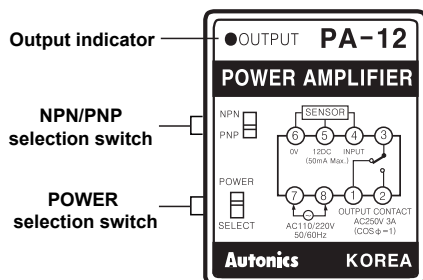 Output indicator
OUTPUT PA-12
POWER AMPLIFIER
NPN/PNP
selection switch
NPN
PNP
SENSOR
6 5 4 3
0V 12DC INPUT
(50mA Max.)
POWER
selection switch
POWER
SELECT
7 8 1 2
AC110/220V
50/60Hz
OUTPUT CONTACT
AC250V 3A
(COSϕ=1)
Autonics KOREA